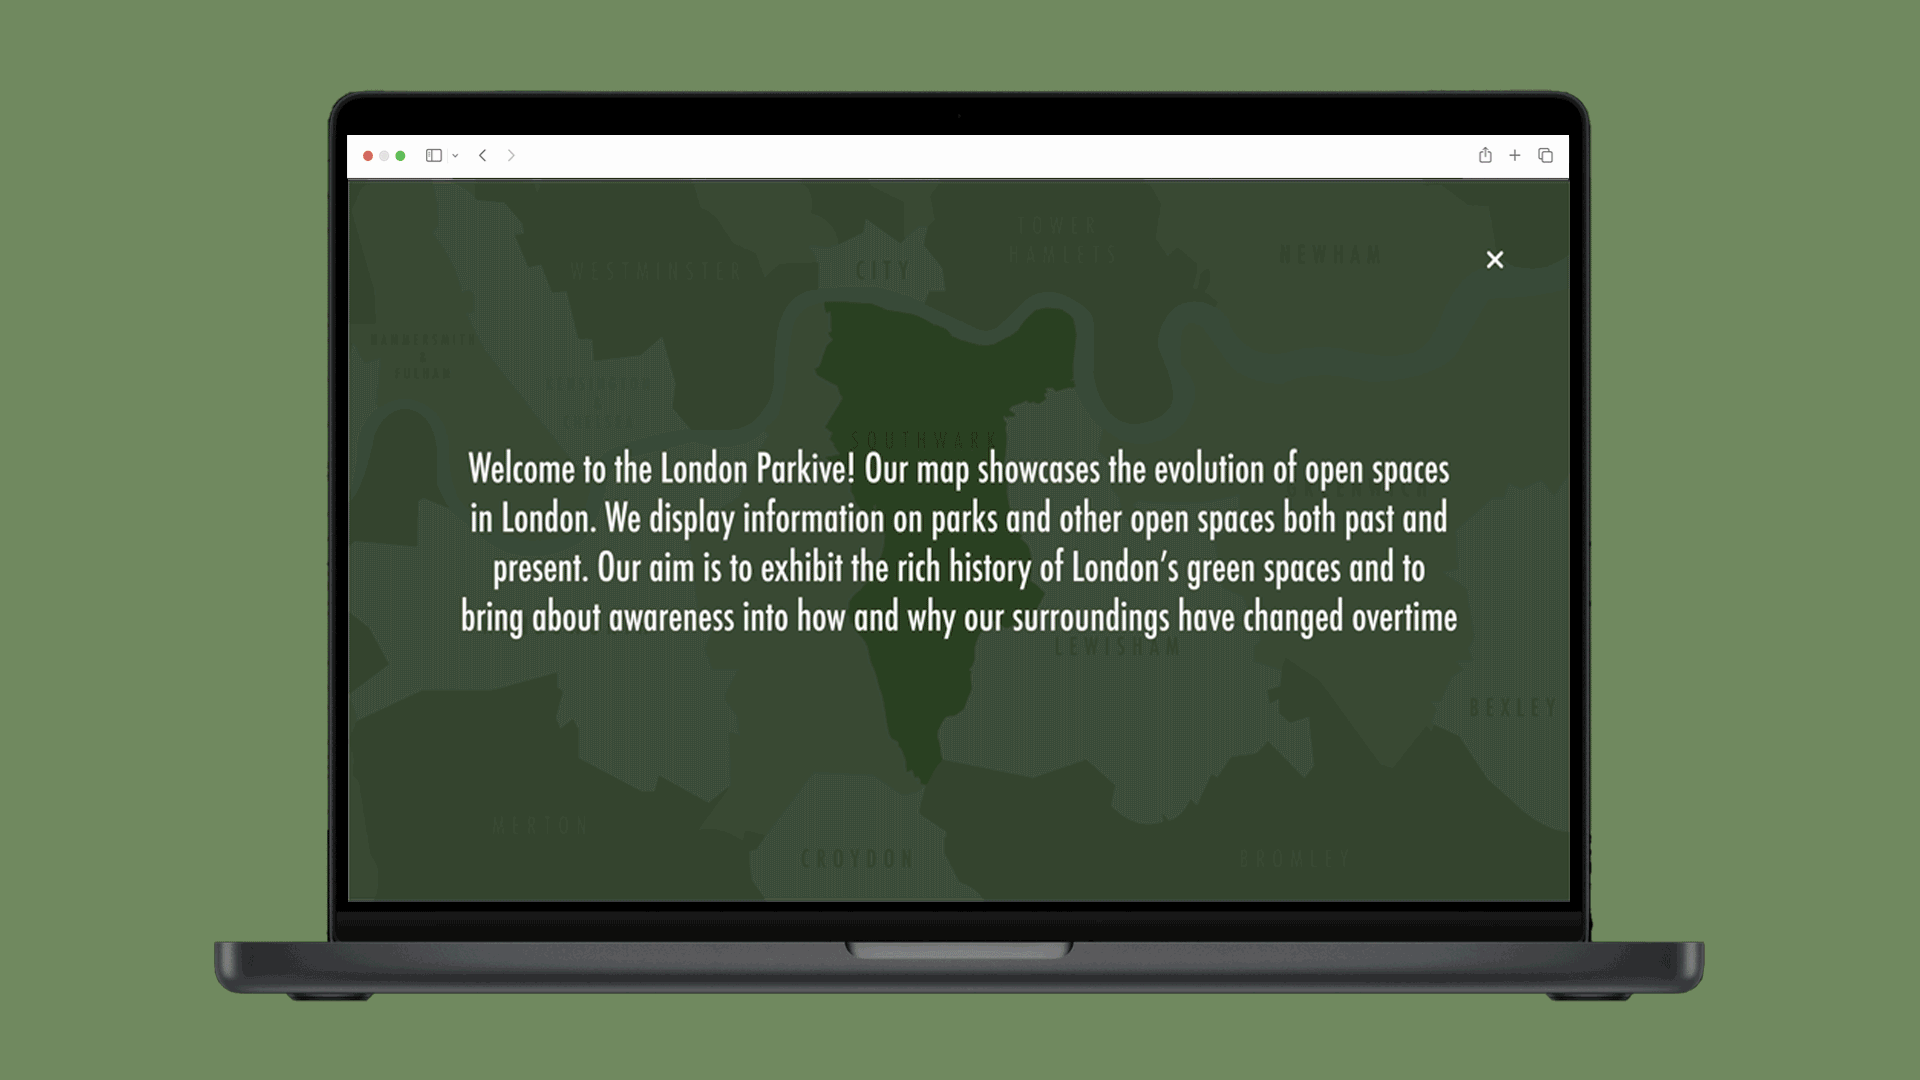 TOWER
HAMLETS
NEWHAM
WESTMINSTER
CITY
HAMMERSMITH
&
FULHAM
KENSINGTON
&
CHELSEA
SOUTHWARK
Welcome to the London Parkive! Our map showcases the evolution of open spaces
GREENWICH
in London. We display information on parks and other open spaces both past and
present. Our aim is to exhibit the rich history of London’s green spaces and to
bring about awareness into how and why our surroundings have changed overtime
LEWISHAM
BEXLEY
MERTON
CROYDON
BROMLEY